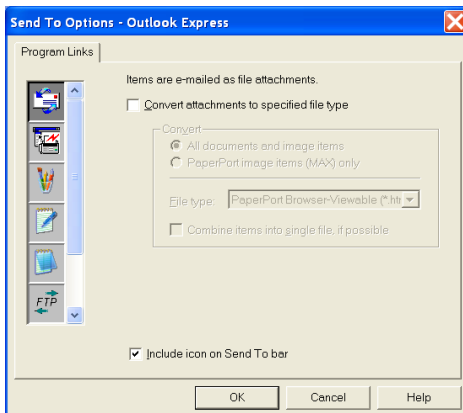 Send To Options - Outlook Express
Program Links
Items are e-mailed as file attachments.
Convert attachments to specified file type
Convert
All documents and image items
PaperPort image items (MAX) only
File type: PaperPort Browser-Viewable (*.htm
Combine items into single file, if possible
FTP
Include icon on Send To bar
OK Cancel Help